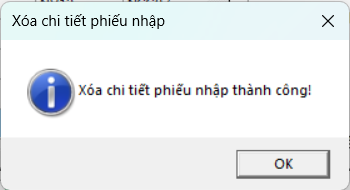 Xóa chi tiết phiếu nhập
Xóa chi tiết phiếu nhập thành công!
OK